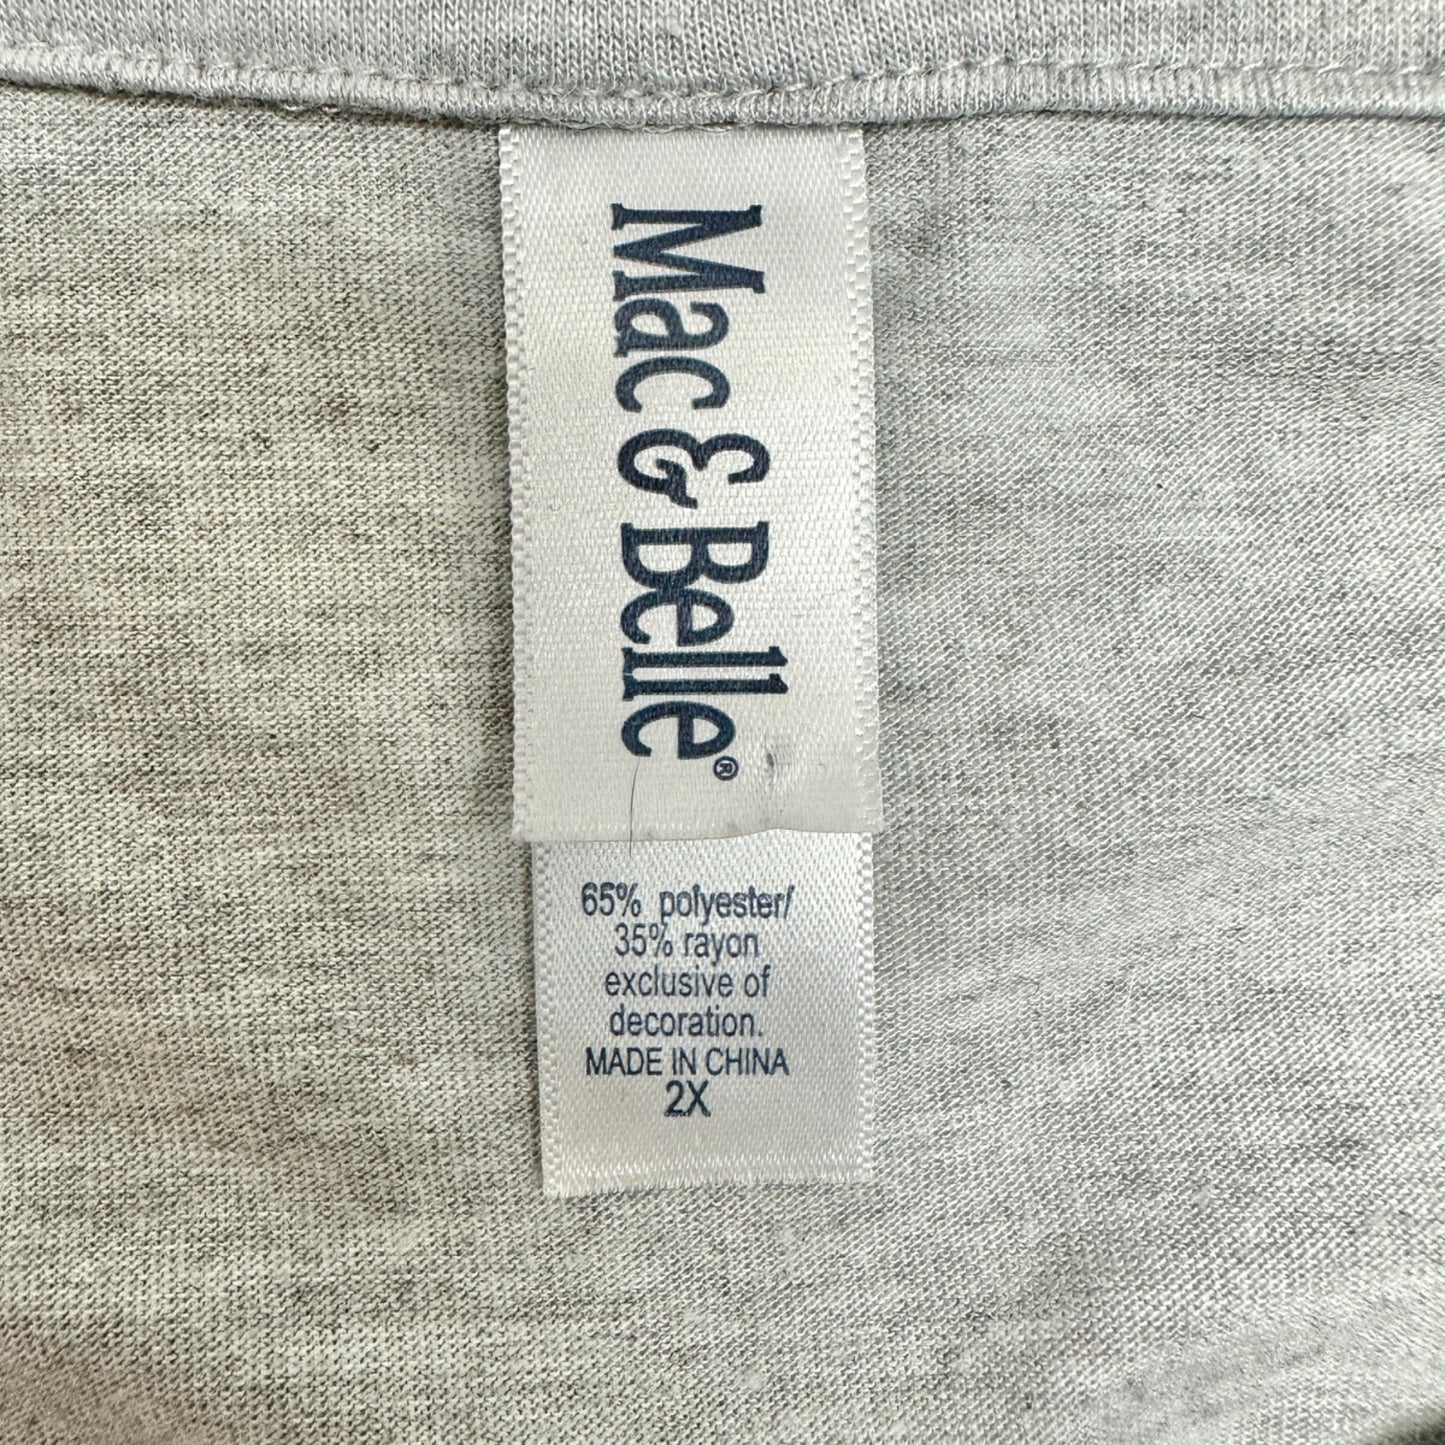 Mac & Belle®
65% polyester/
35% rayon
exclusive of
decoration.
MADE IN CHINA
2X